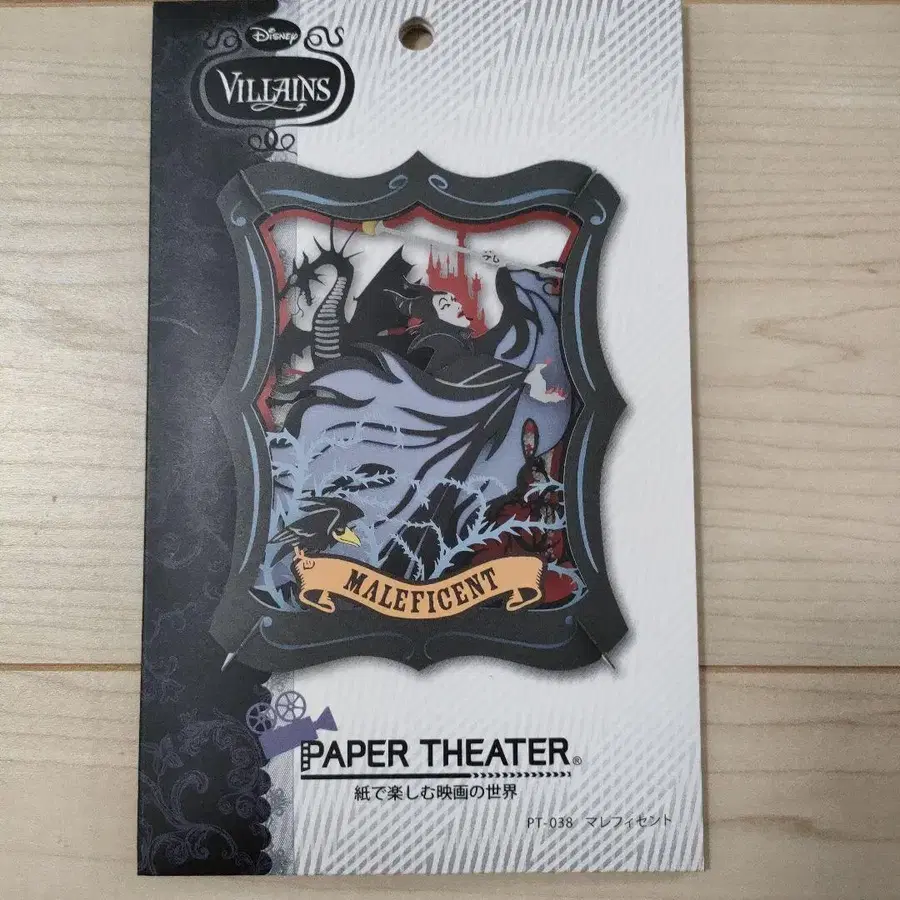 Disney
VILLAINS
MALEFICENT
PAPER THEATER®
紙で楽しむ映画の世界
PT-038 マレフィセント